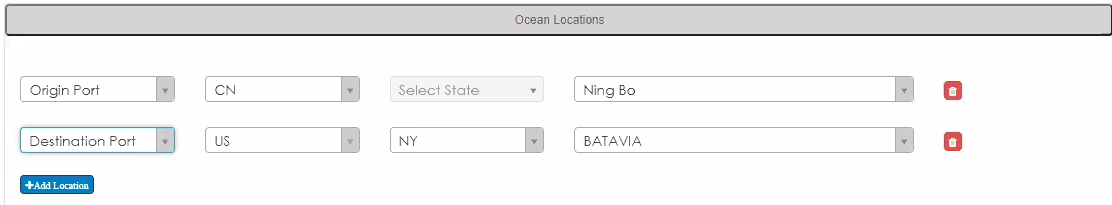 Ocean Locations
Origin Port CN Select State Ning Bo
Destination Port US NY BATAVIA
+Add Location